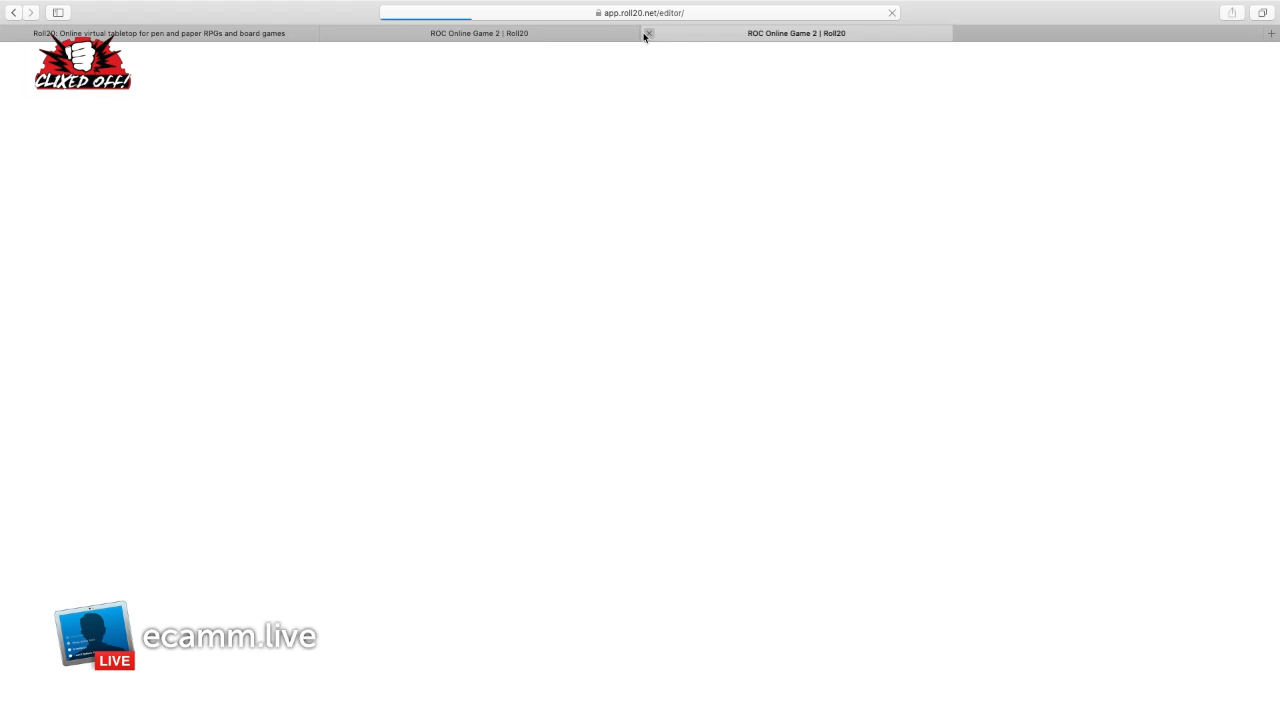 app.roll20.net/editor/
Roll20: Online virtual tabletop for pen and paper RPGs and board games
ROC Online Game 2 | Roll20
ROC Online Game 2 | Roll20
CLIXED OFF!
ecamm.live
LIVE